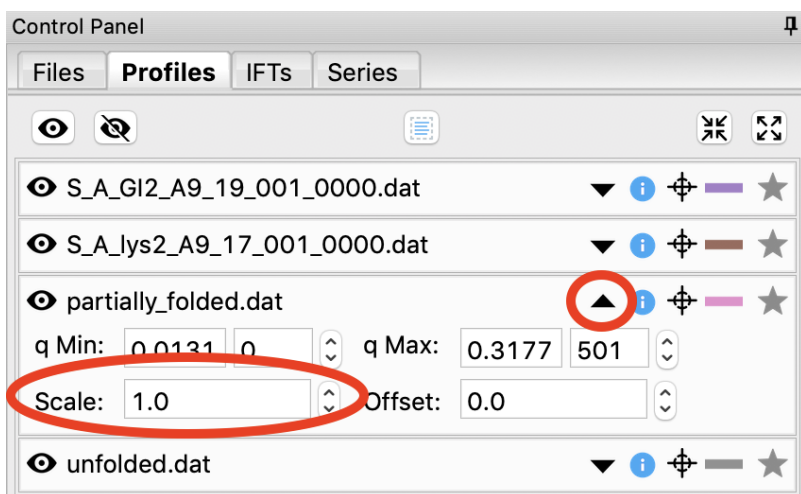 Control Panel
Files Profiles IFTs Series
S_A_GI2_A9_19_001_0000.dat
S_A_lys2_A9_17_001_0000.dat
partially_folded.dat
q Min: 0.0131 0 q Max: 0.3177 501
Scale: 1.0 Offset: 0.0
unfolded.dat